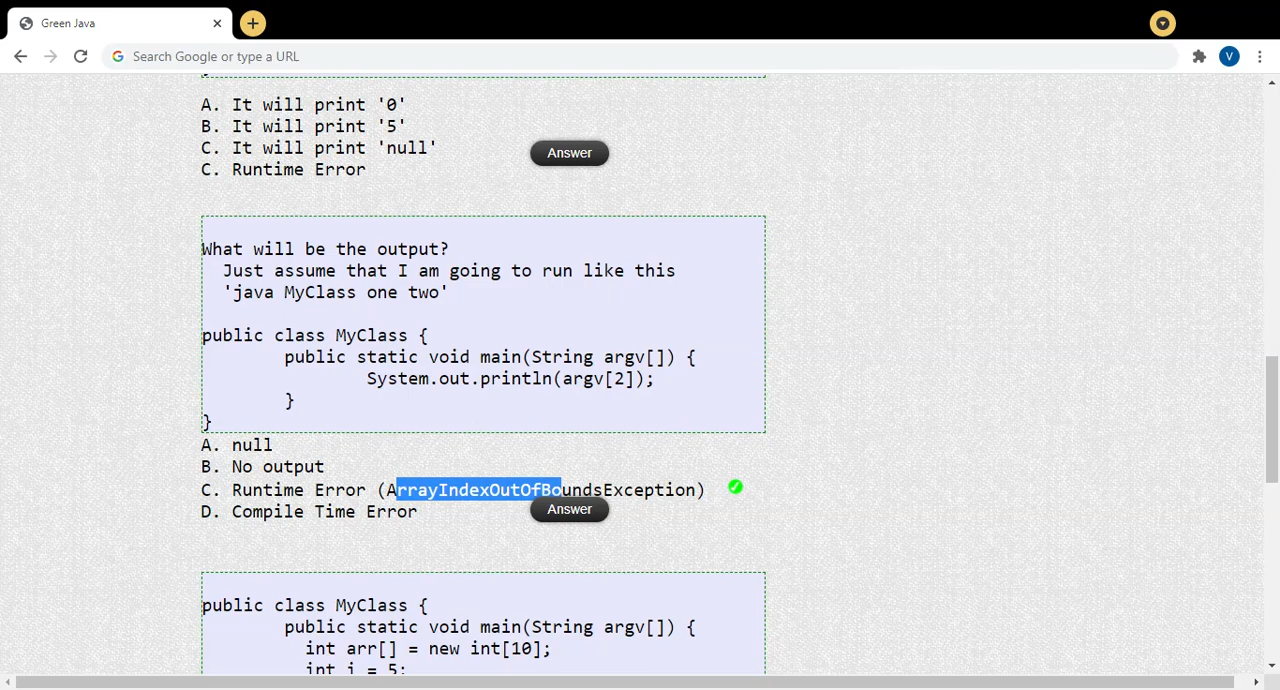 Green Java
Search Google or type a URL
V
A. It will print '0'
B. It will print '5'
C. It will print 'null'
Answer
C. Runtime Error
What will be the output?
Just assume that I am going to run like this
'java MyClass one two'
public class MyClass {
public static void main(String argv[]) {
System.out.println(argv[2]);
}
}
A. null
B. No output
C. Runtime Error (ArrayIndexOutOfBoundsException)
D. Compile Time Error
Answer
public class MyClass {
public static void main(String argv[]) {
int arr[] = new int[10];
int i = 5;